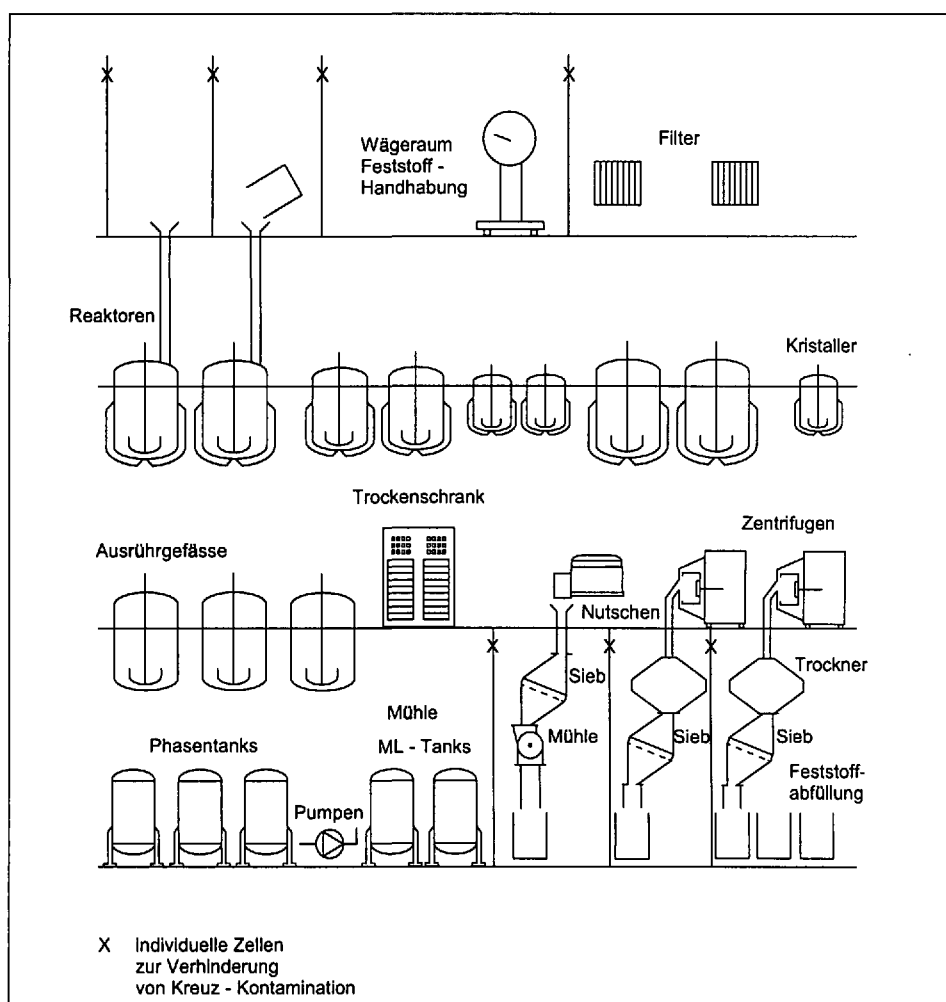 X
X
X
X
Wägeraum
Feststoff -
Handhabung
Filter
Reaktoren
Kristaller
Trockenschrank
Zentrifugen
Ausrührgefässe
Nutschen
X
X
X
Sieb
Trockner
Mühle
Phasentanks
ML - Tanks
Mühle
Sieb
Sieb
Pumpen
Feststoff-
abfüllung
X Individuelle Zellen
zur Verhinderung
von Kreuz - Kontamination